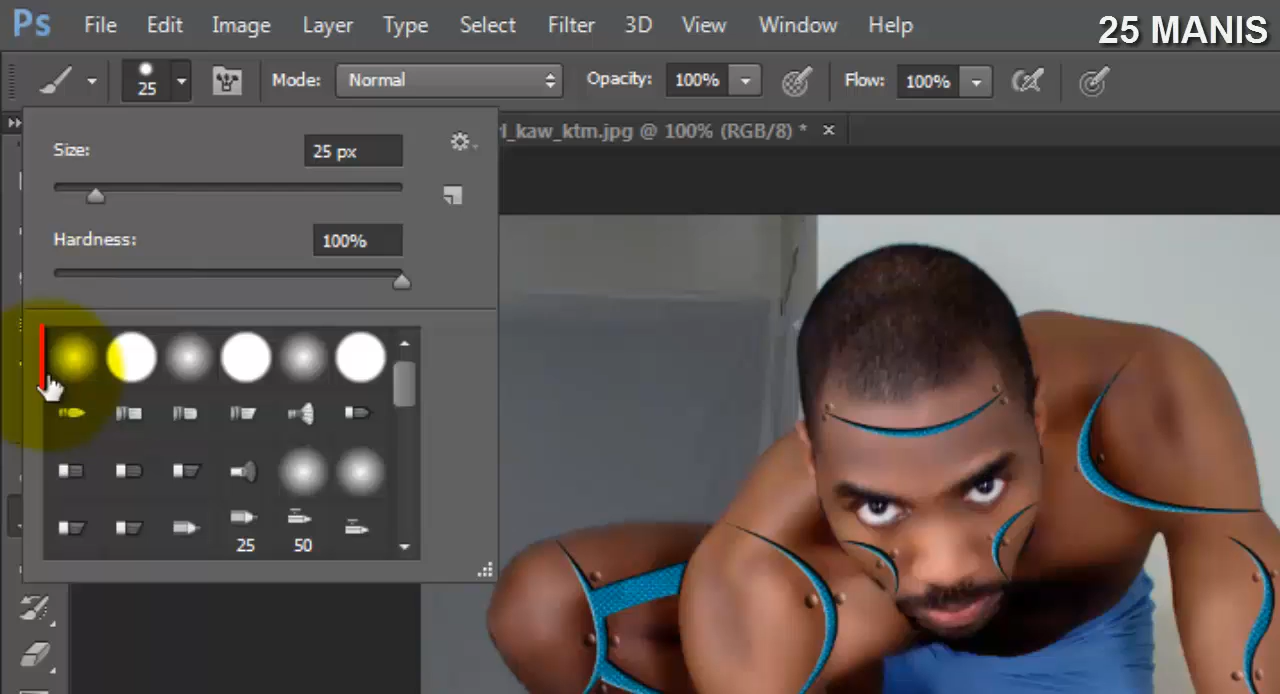 Ps File Edit Image Layer Type Select Filter 3D View Window Help
25 MANIS
25 Mode: Normal Opacity: 100% Flow: 100%
l_kaw_ktm.jpg @ 100% (RGB/8) * ×
Size: 25 px
Hardness: 100%
25 50